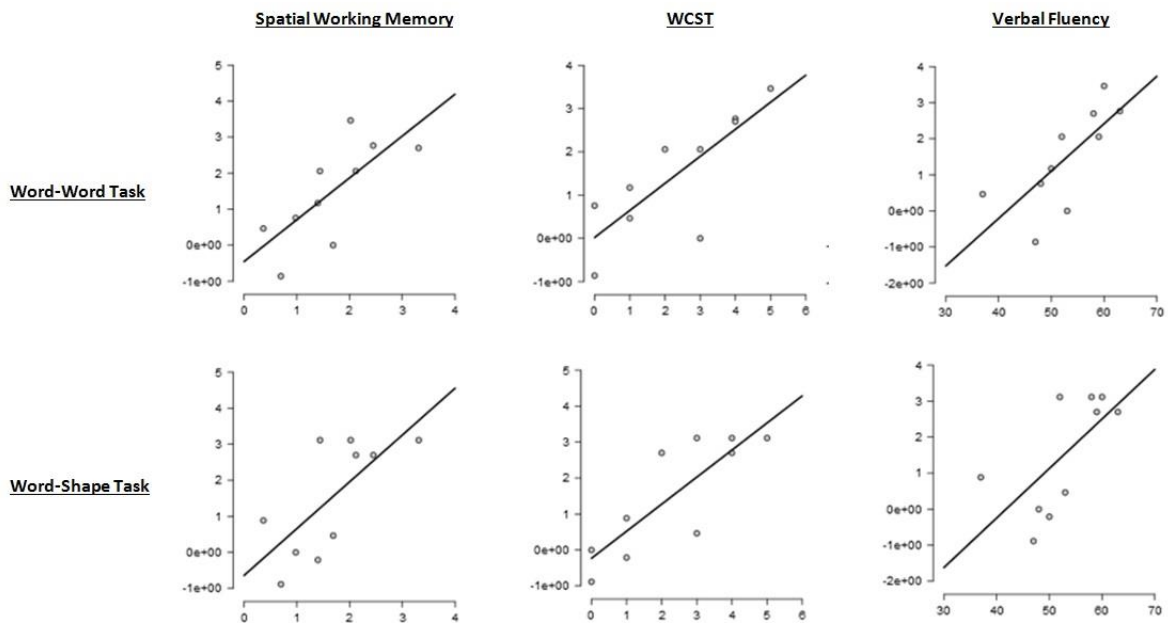 Spatial Working Memory WCST Verbal Fluency
5 4 4
4 3 3
3 2 2
2 1 1
Word-Word Task
1 0e+00 0e+00
0e+00 -1e+00 -1e+00
-1e+00 -2e+00
0 1 2 3 4 0 1 2 3 4 5 6 30 40 50 60 70
5 5 4
4 4 3
3 3 2
2 2 1
Word-Shape Task
1 1 0e+00
0e+00 0e+00 -1e+00
-1e+00 -1e+00 -2e+00
0 1 2 3 4 0 1 2 3 4 5 6 30 40 50 60 70